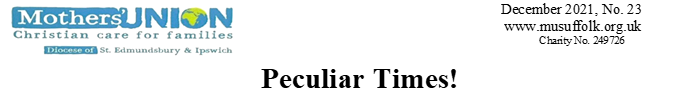 Mothers' UNION
Christian care for families
Diocese of St. Edmundsbury & Ipswich
December 2021, No. 23
www.musuffolk.org.uk
Charity No. 249726
Peculiar Times!